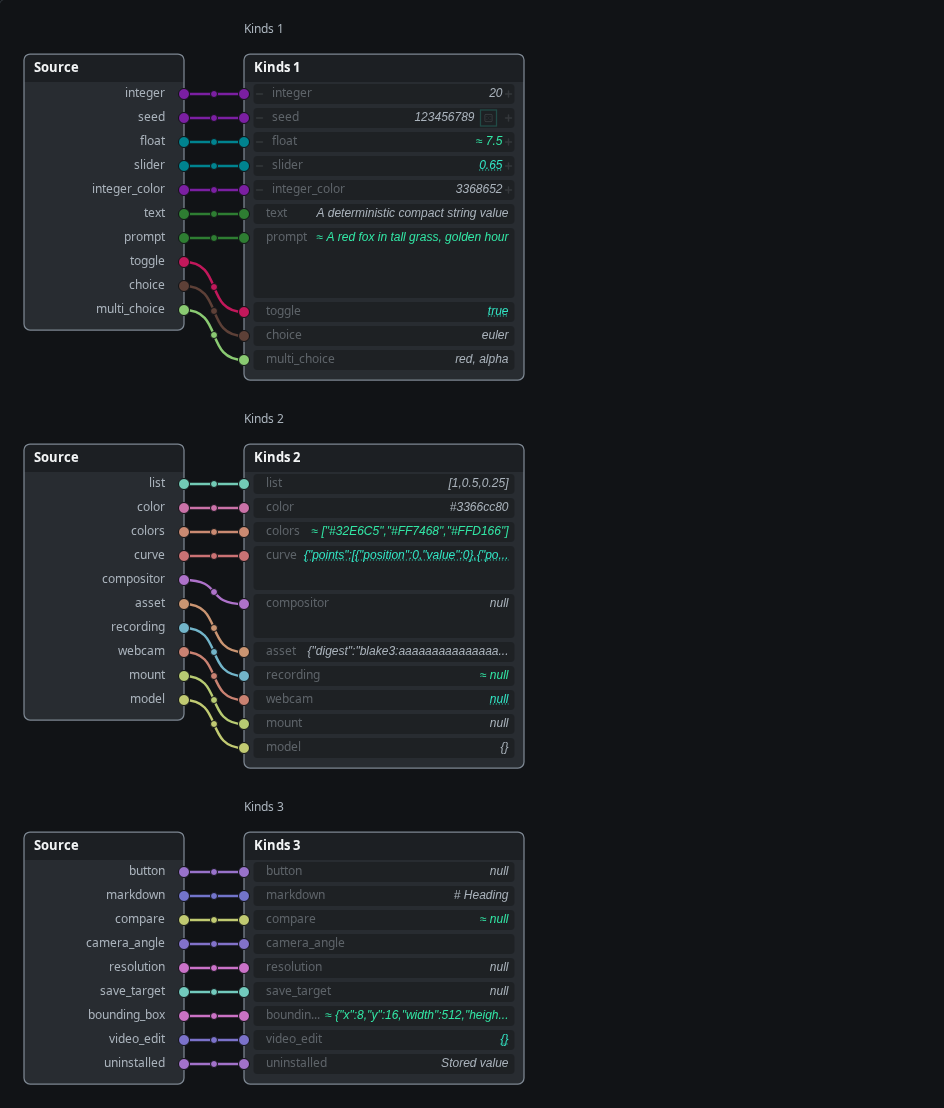 Kinds 1
Source
Kinds 1
integer integer 20
seed seed 123456789
float float ≈ 7.5
slider slider 0.65
integer_color integer_color 3368652
text text A deterministic compact string value
prompt prompt ≈ A red fox in tall grass, golden hour
toggle
choice
multi_choice
toggle true
choice euler
multi_choice red, alpha
Kinds 2
Source
Kinds 2
list list [1,0.5,0.25]
color color #3366cc80
colors colors ≈ ["#32E6C5","#FF7468","#FFD166"]
curve curve {"points":[{"position":0,"value":0},{"po...
compositor
asset compositor null
recording
webcam asset {"digest":"blake3:aaaaaaaaaaaaaaa...
mount recording ≈ null
model webcam null
mount null
model {}
Kinds 3
Source
Kinds 3
button button null
markdown markdown # Heading
compare compare ≈ null
camera_angle camera_angle
resolution resolution null
save_target save_target null
bounding_box boundin... ≈ {"x":8,"y":16,"width":512,"heigh...
video_edit video_edit {}
uninstalled uninstalled Stored value